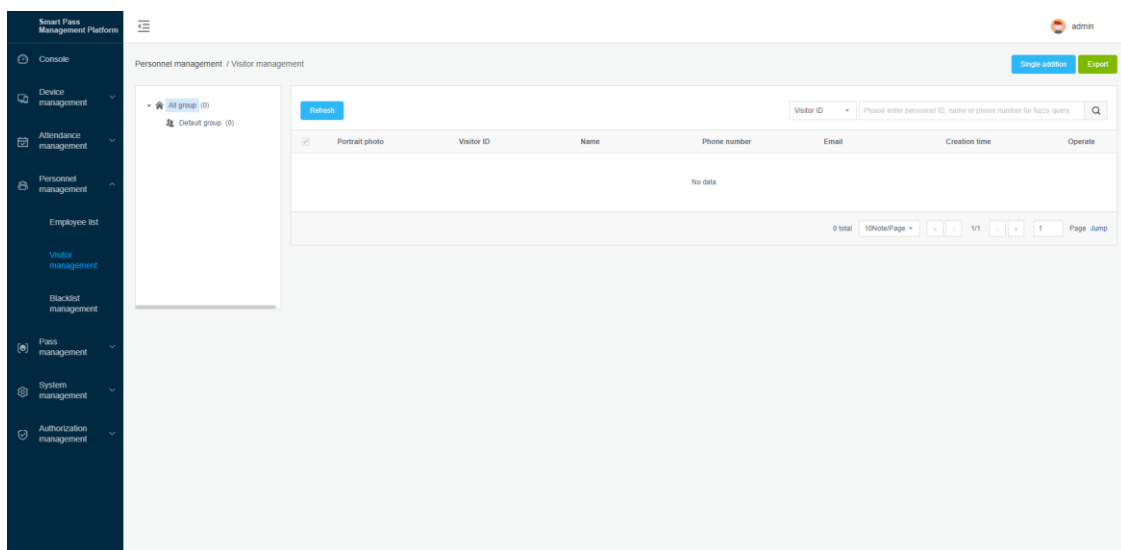 Smart Pass
Management Platform
admin
Console
Device
management
Attendance
management
Personnel
management
Employee list
Visitor
management
Blacklist
management
Pass
management
System
management
Authorization
management
Personnel management / Visitor management
Single addition
Export
All group (0)
Default group (0)
Refresh
Visitor ID
Please enter personnel ID, name or phone number for fuzzy query.
Portrait photo Visitor ID Name Phone number Email Creation time Operate
No data
0 total 10Note/Page « ‹ 1/1 › » 1 Page Jump